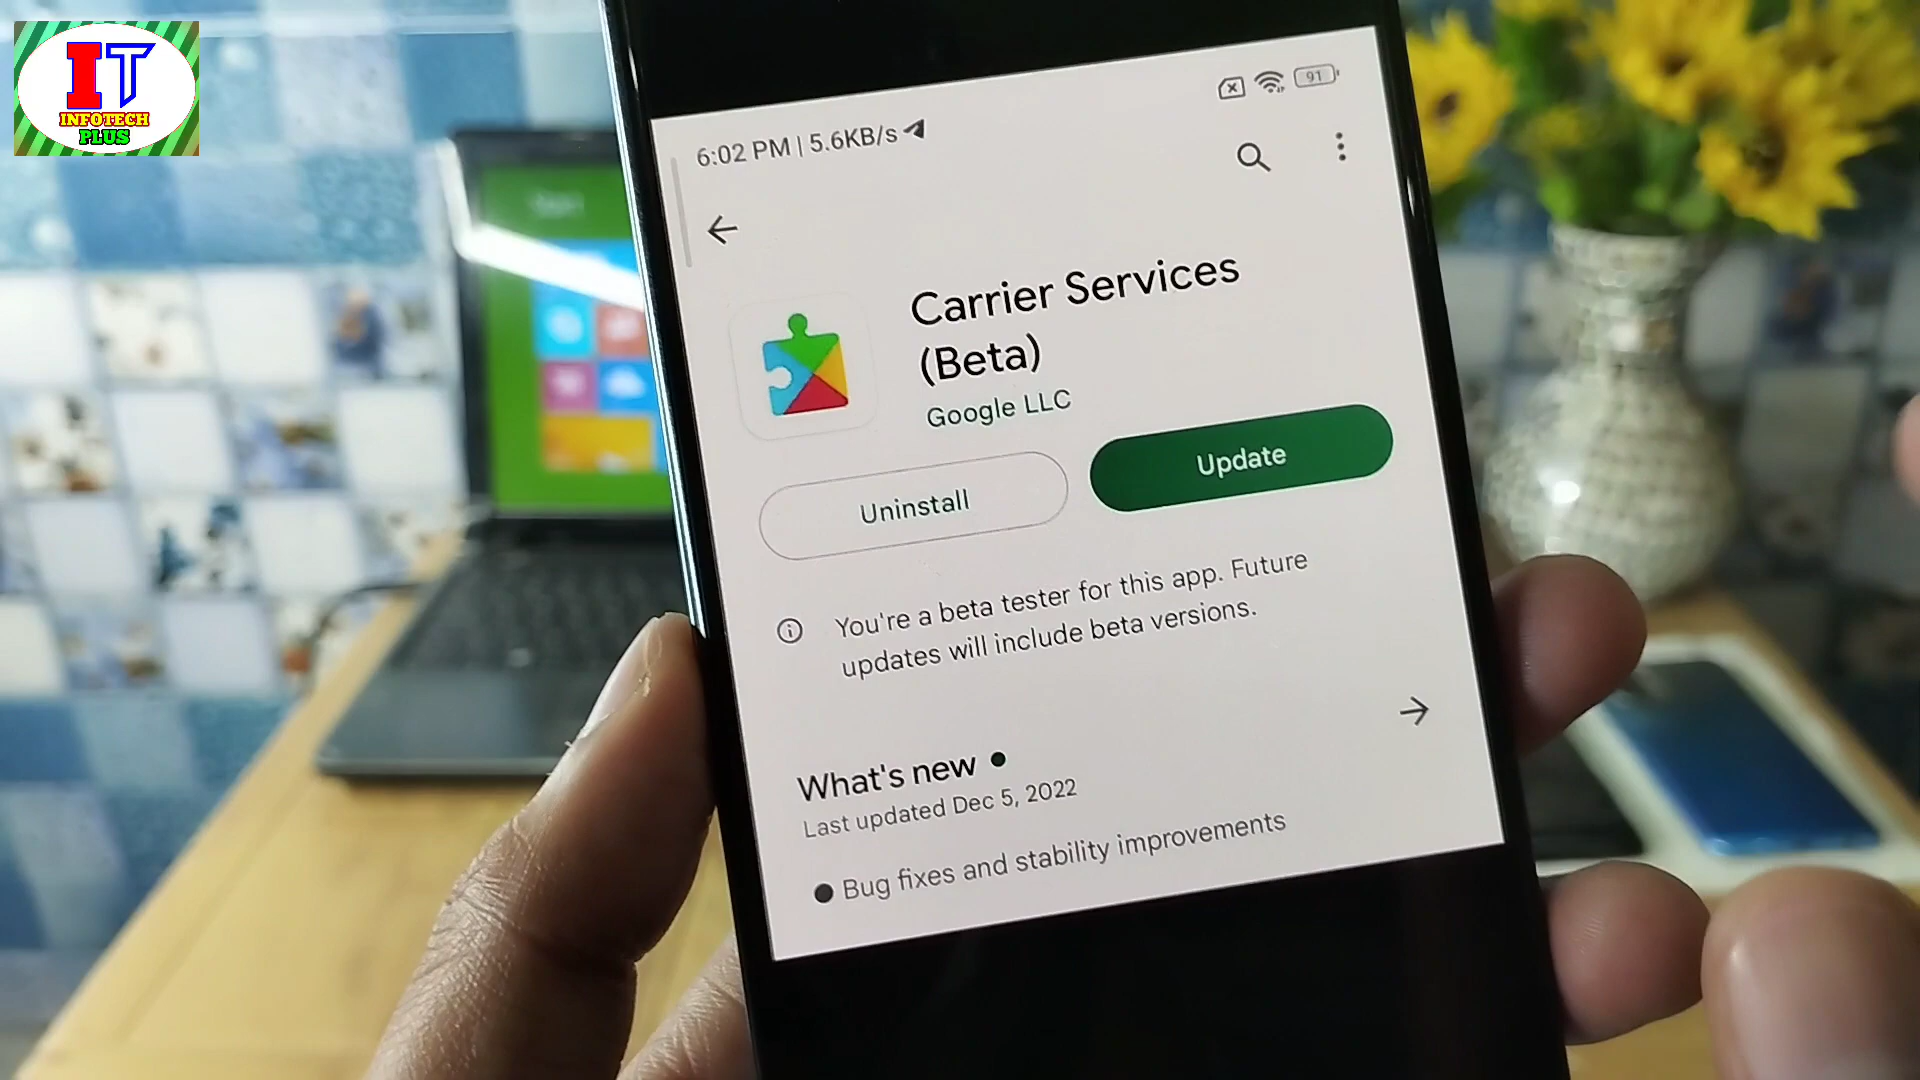 IT
INFOTECH
PLUS
6:02 PM | 5.6KB/s
91
Carrier Services
(Beta)
Google LLC
Uninstall
Update
You're a beta tester for this app. Future
updates will include beta versions.
What's new
Last updated Dec 5, 2022
Bug fixes and stability improvements